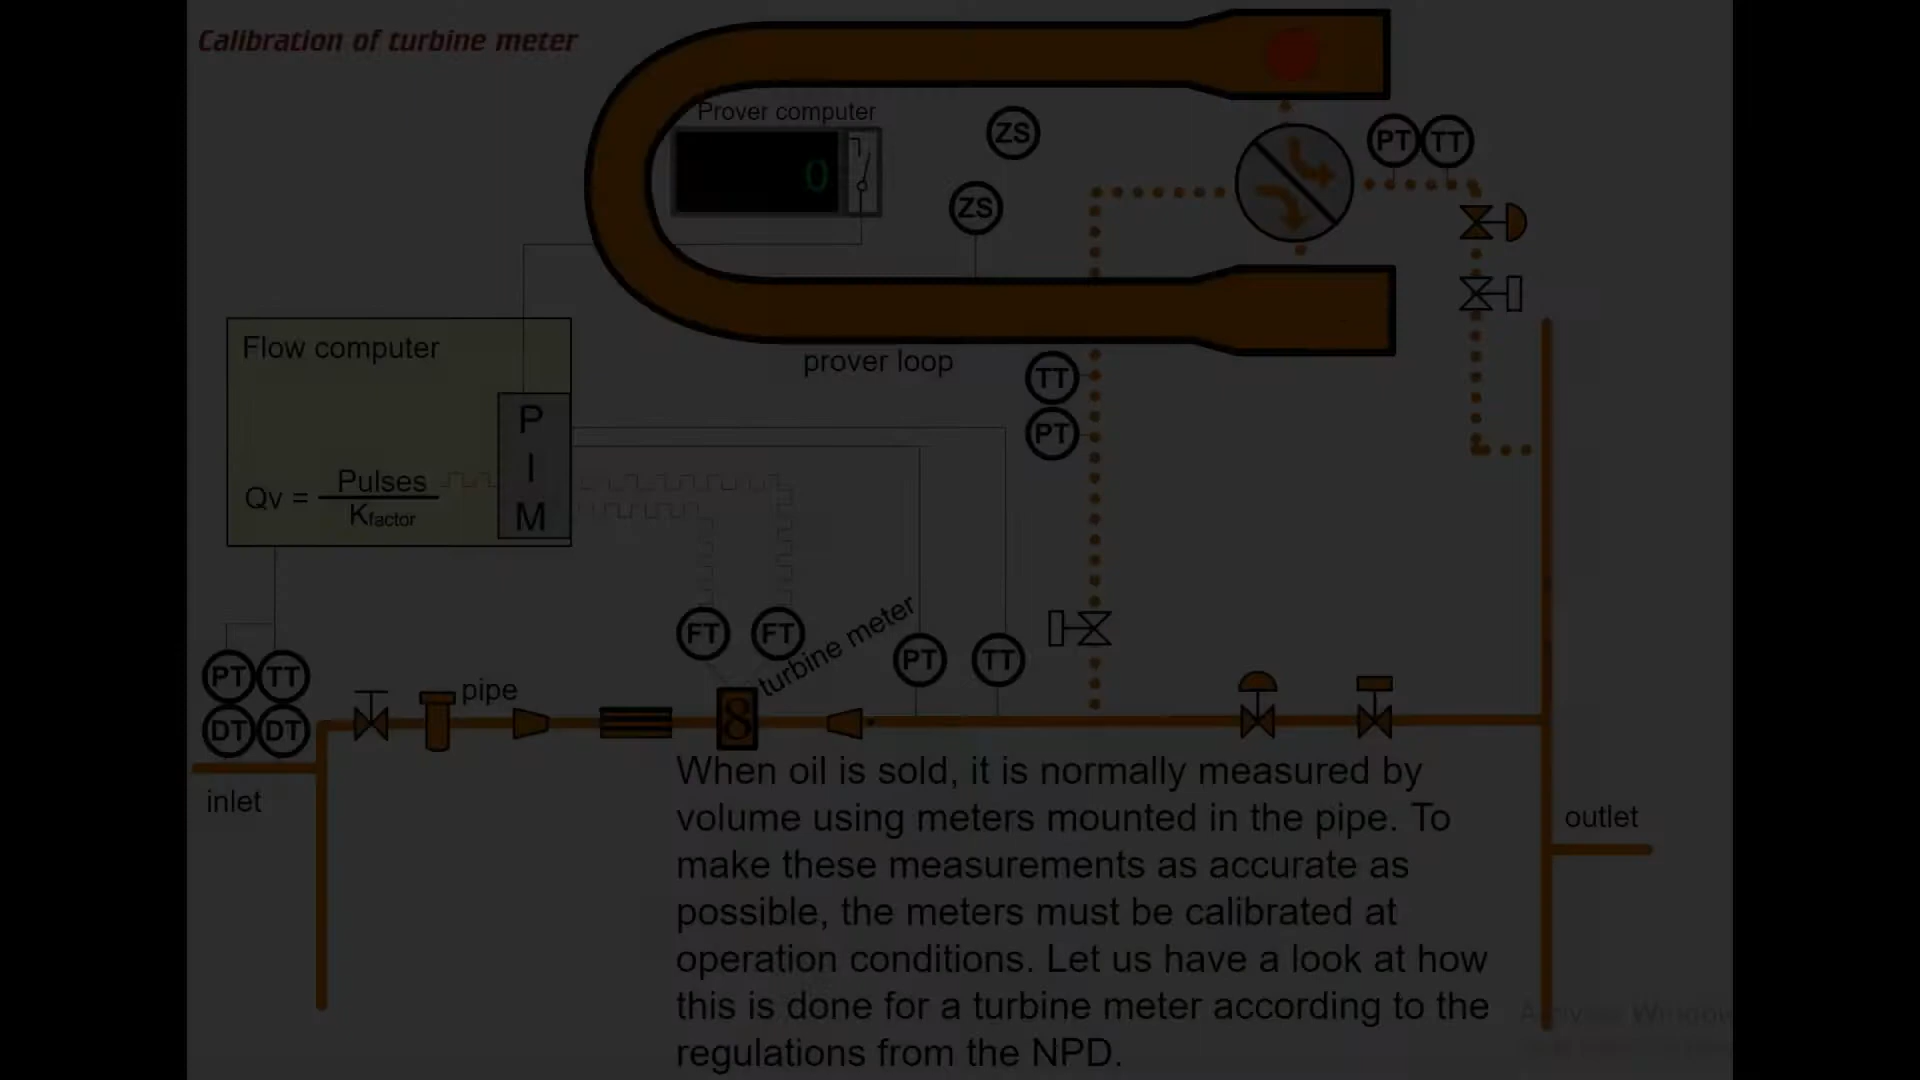 Calibration of turbine meter
Prover computer
0
ZS
ZS
PT TT
Flow computer
prover loop
TT
PT
P
I
M
Qv = Pulses
Kfactor
FT FT
turbine meter
PT TT
PT TT
DT DT
pipe
8
inlet
outlet
When oil is sold, it is normally measured by
volume using meters mounted in the pipe. To
make these measurements as accurate as
possible, the meters must be calibrated at
operation conditions. Let us have a look at how
this is done for a turbine meter according to the
regulations from the NPD.
Activate Window